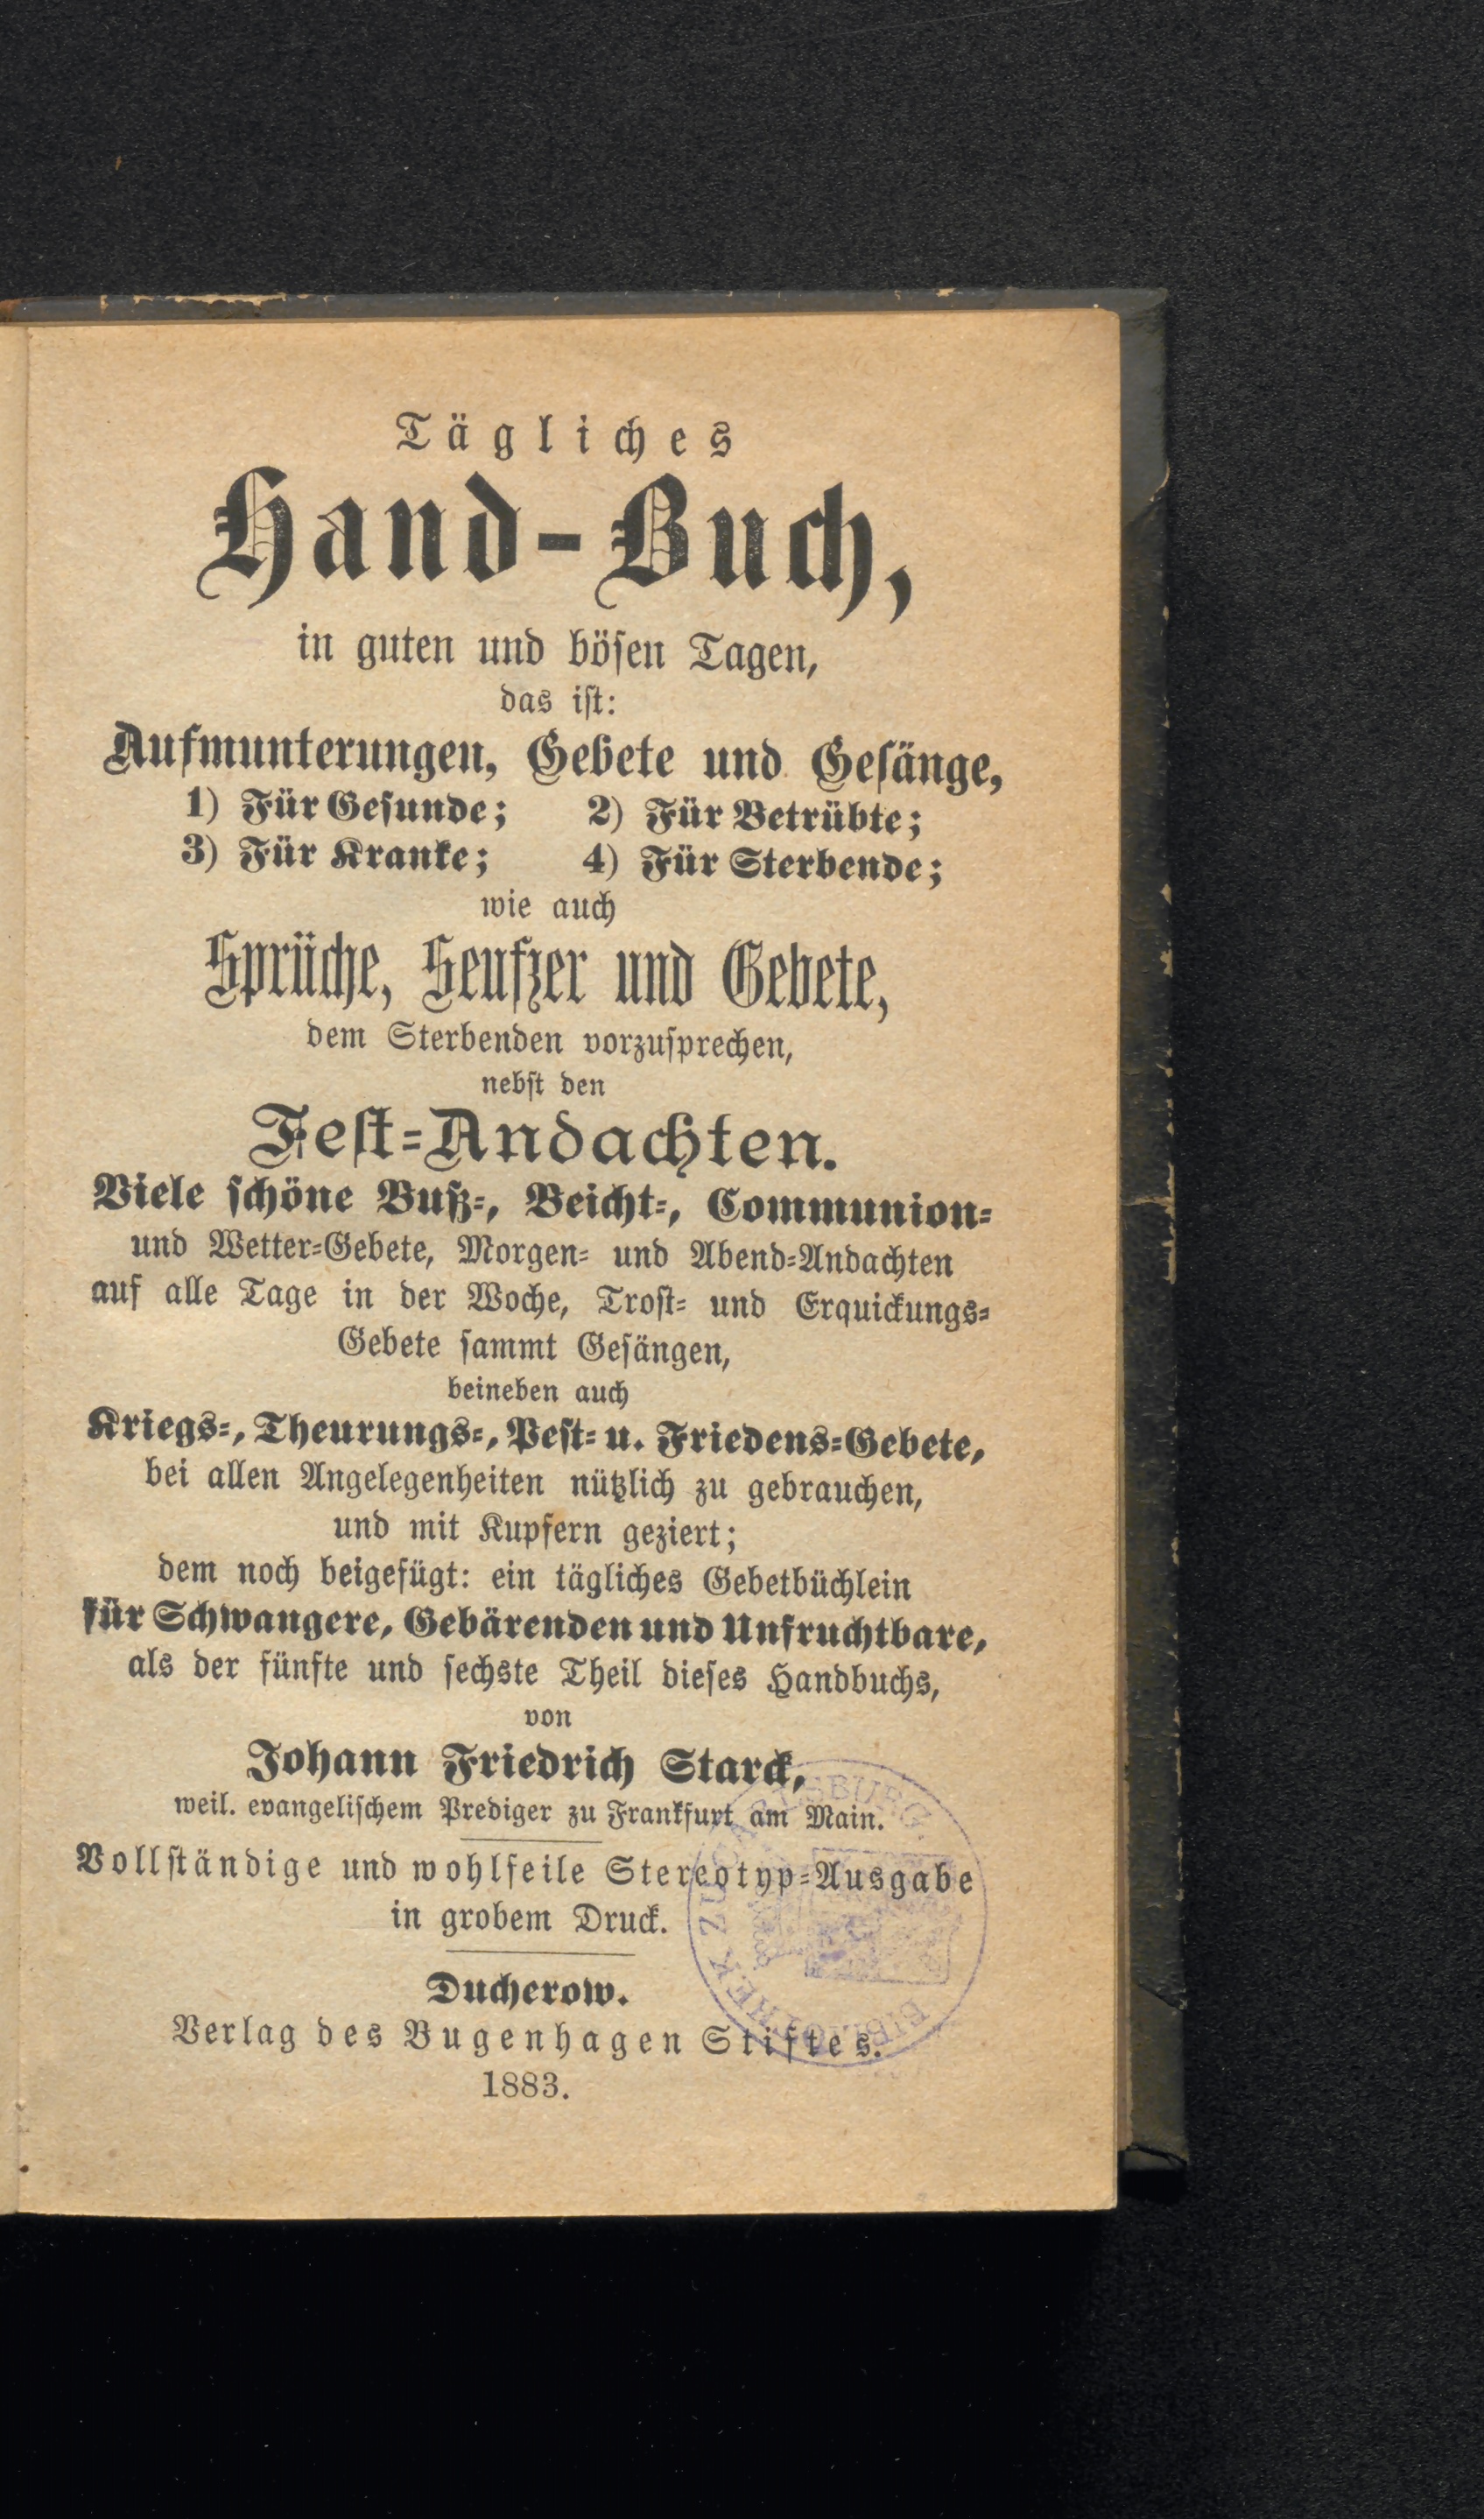 Tägliches
Hand-Buch,
in guten und böſen Tagen,
das iſt:
Aufmunterungen, Gebete und Geſänge,
1) Für Geſunde; 2) Für Betrübte;
3) Für Kranke; 4) Für Sterbende;
wie auch
Sprüche, Seufzer und Gebete,
dem Sterbenden vorzuſprechen,
nebſt den
Feſt=Andachten.
Viele ſchöne Buß=, Beicht=, Communion=
und Wetter=Gebete, Morgen= und Abend=Andachten
auf alle Tage in der Woche, Troſt= und Erquickungs=
Gebete ſammt Geſängen,
beineben auch
Kriegs=, Theurungs=, Peſt= u. Friedens=Gebete,
bei allen Angelegenheiten nützlich zu gebrauchen,
und mit Kupfern geziert;
dem noch beigefügt: ein tägliches Gebetbüchlein
für Schwangere, Gebärenden und Unfruchtbare,
als der fünfte und ſechste Theil dieſes Handbuchs,
von
Johann Friedrich Starck,
weil. evangeliſchem Prediger zu Frankfurt am Main.
Vollſtändige und wohlfeile Stereotyp=Ausgabe
in grobem Druck.
Ducherow.
Verlag des Bugenhagen Stiftes.
1883.